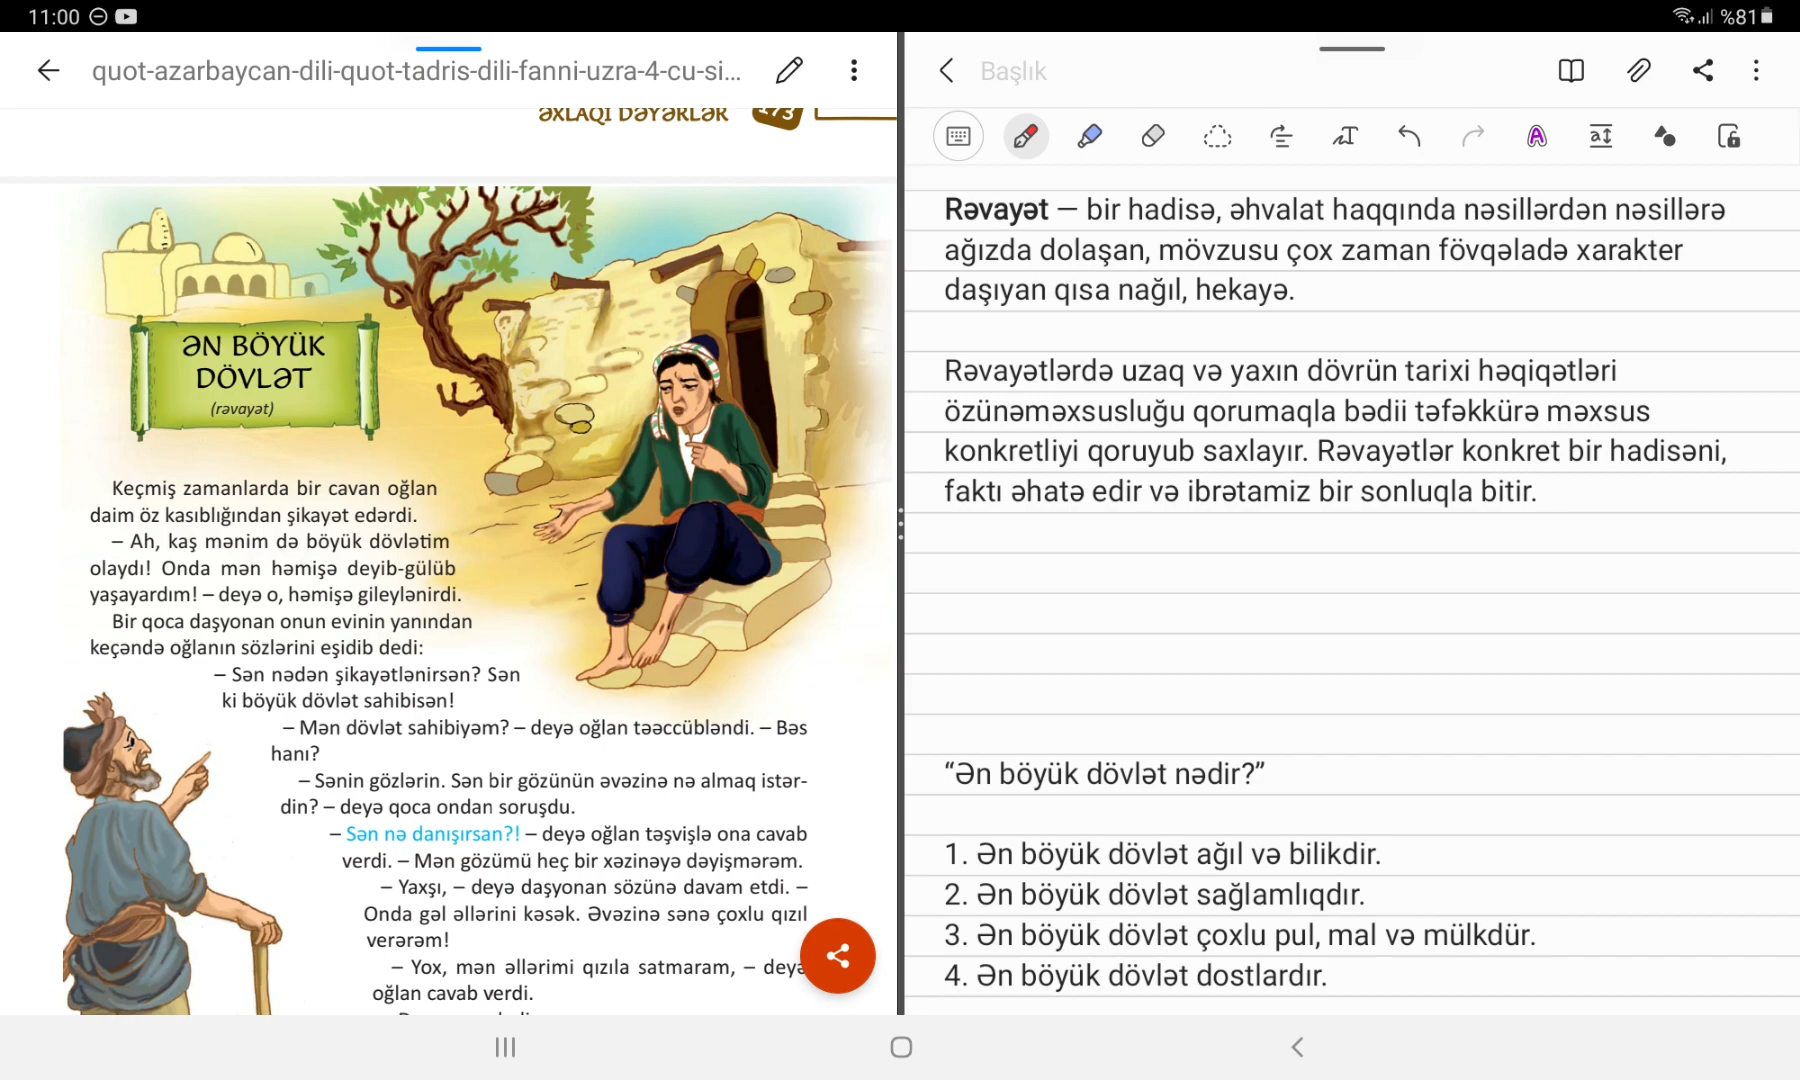 11:00
%81
quot-azarbaycan-dili-quot-tadris-dili-fanni-uzra-4-cu-si...
ƏXLAQİ DƏYƏRLƏR 173
ƏN BÖYÜK
DÖVLƏT
(rəvayət)
Keçmiş zamanlarda bir cavan oğlan
daim öz kasıblığından şikayət edərdi.
– Ah, kaş mənim də böyük dövlətim
olaydı! Onda mən həmişə deyib-gülüb
yaşayardım! – deyə o, həmişə gileylənirdi.
Bir qoca daşyonan onun evinin yanından
keçəndə oğlanın sözlərini eşidib dedi:
– Sən nədən şikayətlənirsən? Sən
ki böyük dövlət sahibisən!
– Mən dövlət sahibiyəm? – deyə oğlan təəccübləndi. – Bəs
hanı?
– Sənin gözlərin. Sən bir gözünün əvəzinə nə almaq istər-
din? – deyə qoca ondan soruşdu.
– Sən nə danışırsan?! – deyə oğlan təşvişlə ona cavab
verdi. – Mən gözümü heç bir xəzinəyə dəyişmərəm.
– Yaxşı, – deyə daşyonan sözünə davam etdi. –
Onda gəl əllərini kəsək. Əvəzinə sənə çoxlu qızıl
verərəm!
– Yox, mən əllərimi qızıla satmaram, – deyə
oğlan cavab verdi.
Başlık
Rəvayət — bir hadisə, əhvalat haqqında nəsillərdən nəsillərə
ağızda dolaşan, mövzusu çox zaman fövqəladə xarakter
daşıyan qısa nağıl, hekayə.
Rəvayətlərdə uzaq və yaxın dövrün tarixi həqiqətləri
özünəməxsusluğu qorumaqla bədii təfəkkürə məxsus
konkretliyi qoruyub saxlayır. Rəvayətlər konkret bir hadisəni,
faktı əhatə edir və ibrətamiz bir sonluqla bitir.
“Ən böyük dövlət nədir?”
1. Ən böyük dövlət ağıl və bilikdir.
2. Ən böyük dövlət sağlamlıqdır.
3. Ən böyük dövlət çoxlu pul, mal və mülkdür.
4. Ən böyük dövlət dostlardır.